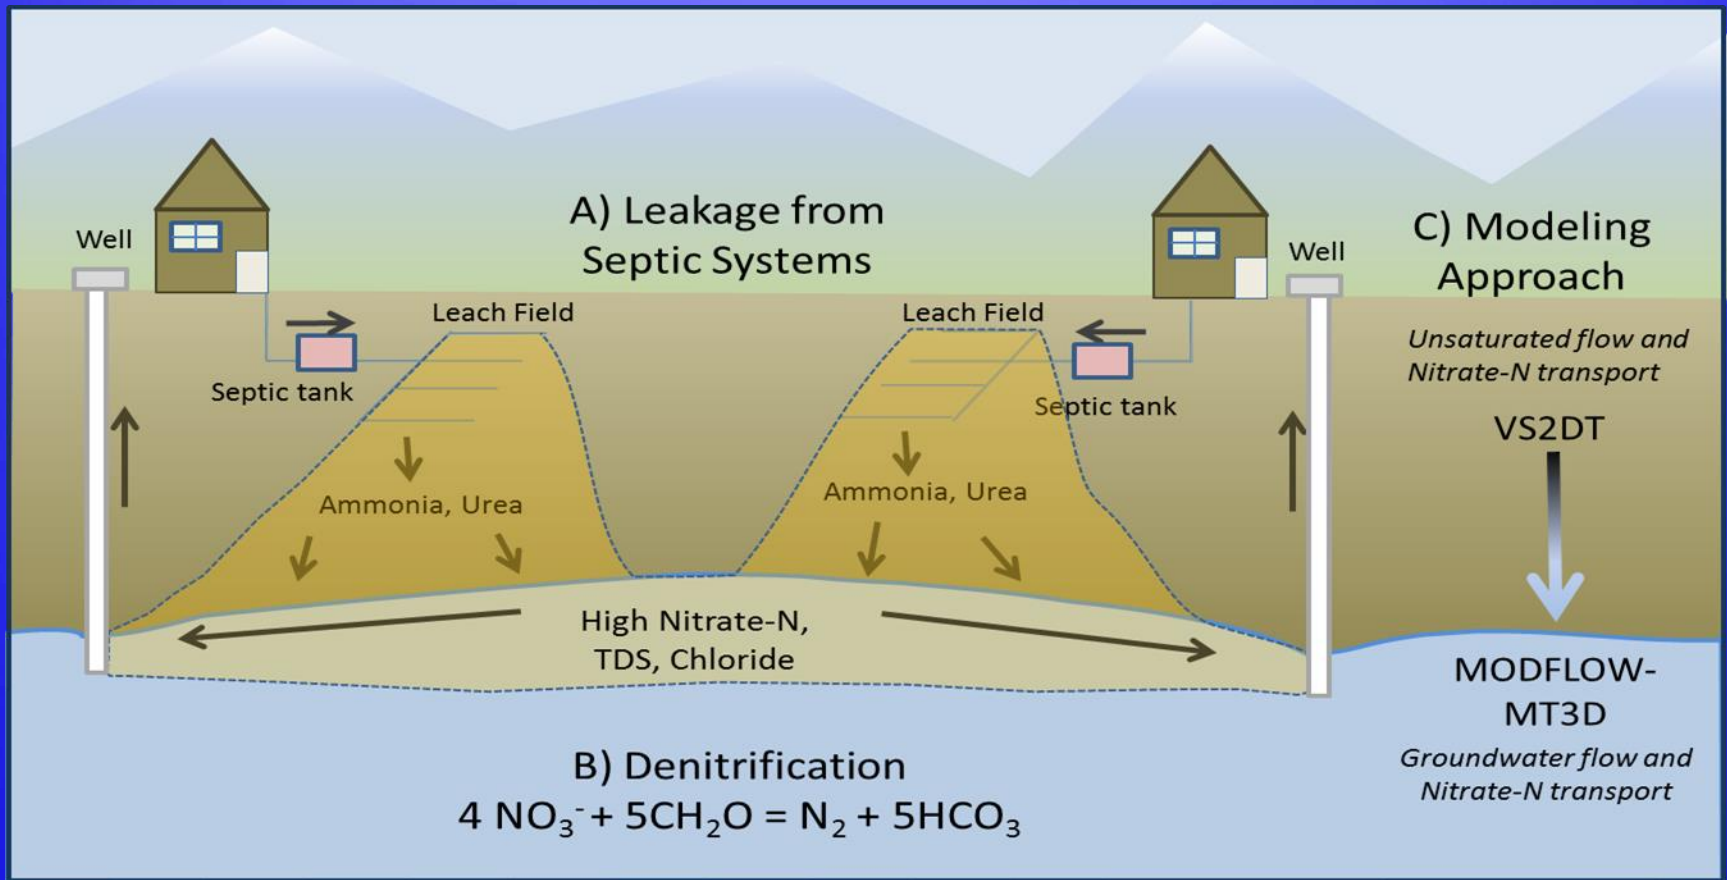 A) Leakage from
Septic Systems
Well
Well
C) Modeling
Approach
Leach Field
Leach Field
Unsaturated flow and
Nitrate-N transport
Septic tank
Septic tank
VS2DT
Ammonia, Urea
Ammonia, Urea
High Nitrate-N,
TDS, Chloride
MODFLOW-
MT3D
Groundwater flow and
Nitrate-N transport
B) Denitrification
4 NO₃⁻+ 5CH₂O = N₂ + 5HCO₃